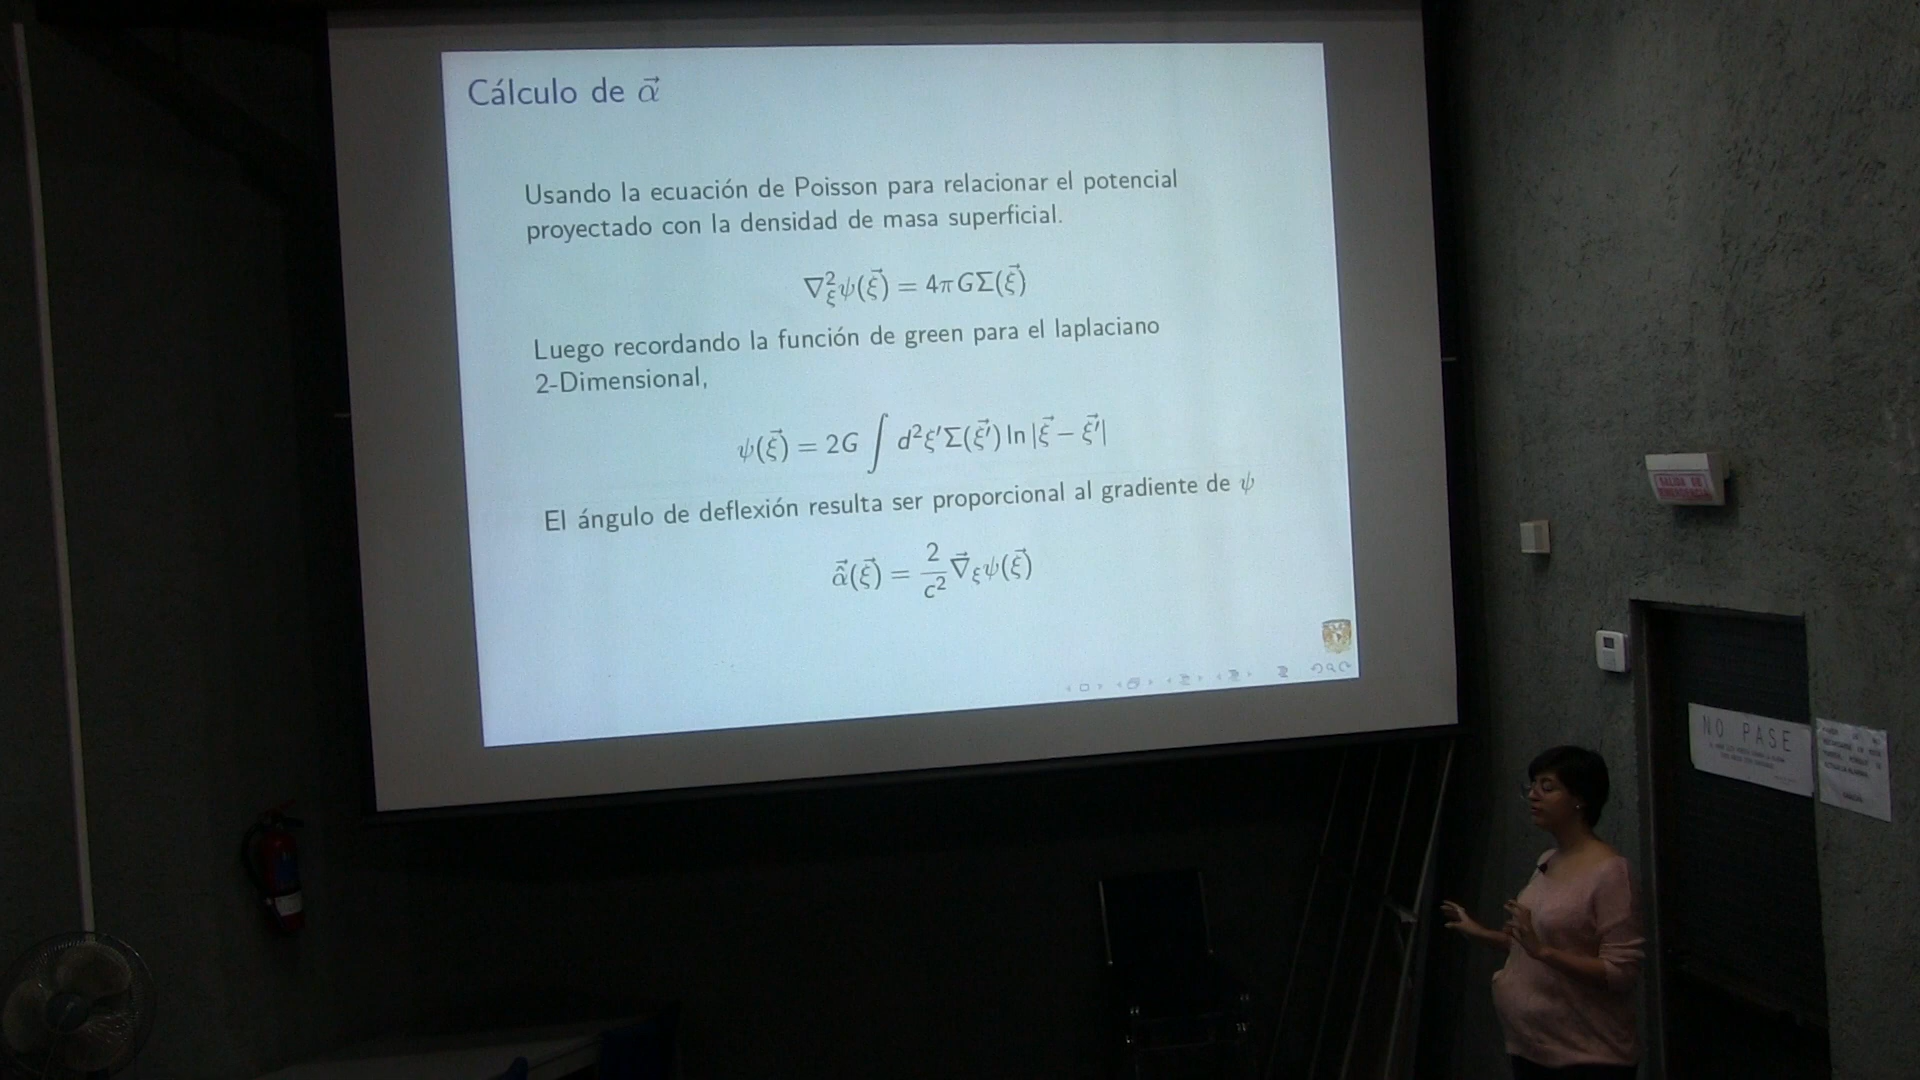 Cálculo de $\vec{\alpha}$
Usando la ecuación de Poisson para relacionar el potencial
proyectado con la densidad de masa superficial.
$\nabla^2_\xi \psi(\vec{\xi}) = 4\pi G\Sigma(\vec{\xi})$
Luego recordando la función de green para el laplaciano
2-Dimensional,
$\psi(\vec{\xi}) = 2G \int d^2\xi' \Sigma(\vec{\xi'}) \ln|\vec{\xi} - \vec{\xi'}|$
El ángulo de deflexión resulta ser proporcional al gradiente de $\psi$
$\vec{\hat{\alpha}}(\vec{\xi}) = \frac{2}{c^2} \vec{\nabla}_\xi \psi(\vec{\xi})$
SALIDA DE
EMERGENCIA
NO PASE